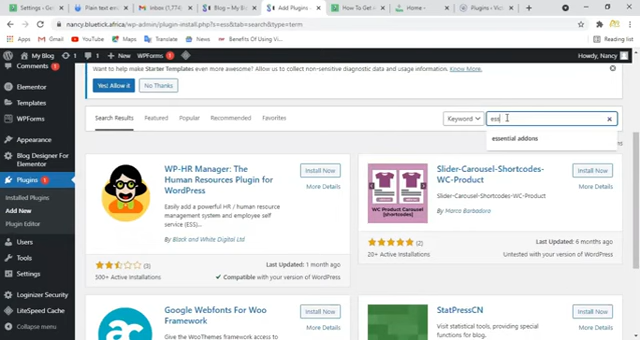 Settings - G
Plain text em
Inbox (1,774)
Blog – My Blo
Add Plugins
How To Get
Home -
Plugins - Vict
nancy.bluetick.africa/wp-admin/plugin-install.php?s=ess&tab=search&type=term
Apps
Gmail
YouTube
Maps
SEO
News
Benefits Of Using Vi...
Reading list
My Blog
1
1
New
WPForms
Howdy, Nancy
Comments
Elementor
Templates
WPForms
Appearance
Blog Designer for
Elementor
Plugins 1
Installed Plugins
Add New
Plugin Editor
Users
Tools
Settings
Loginizer Security
LiteSpeed Cache
Collapse menu
Want to help make Starter Templates even more awesome? Allow us to collect non-sensitive diagnostic data and usage information. Know More.
Yes! Allow it
No Thanks
Search Results
Featured
Popular
Recommended
Favorites
Keyword
ess
essential addons
WP-HR Manager: The
Human Resources Plugin for
WordPress
Install Now
More Details
Easily add a powerful HR / human
resource management system and employee self
service (ESS)...
By Black and White Digital Ltd
(3)
500+ Active Installations
Last Updated: 1 month ago
Compatible with your version of WordPress
WC Product Carousel
[shortcodes]
Slider-Carousel-Shortcodes-
WC-Product
Install Now
More Details
Slider-Carousel-Shortcodes-
WC-Product
By Marco Barbadoro
(2)
20+ Active Installations
Last Updated: 6 months ago
Untested with your version of WordPress
Google Webfonts For Woo
Framework
Install Now
More Details
Use the WooThemes framework access to
StatPressCN
Install Now
More Details
Visit statistical tools, providing special
functions for blog.